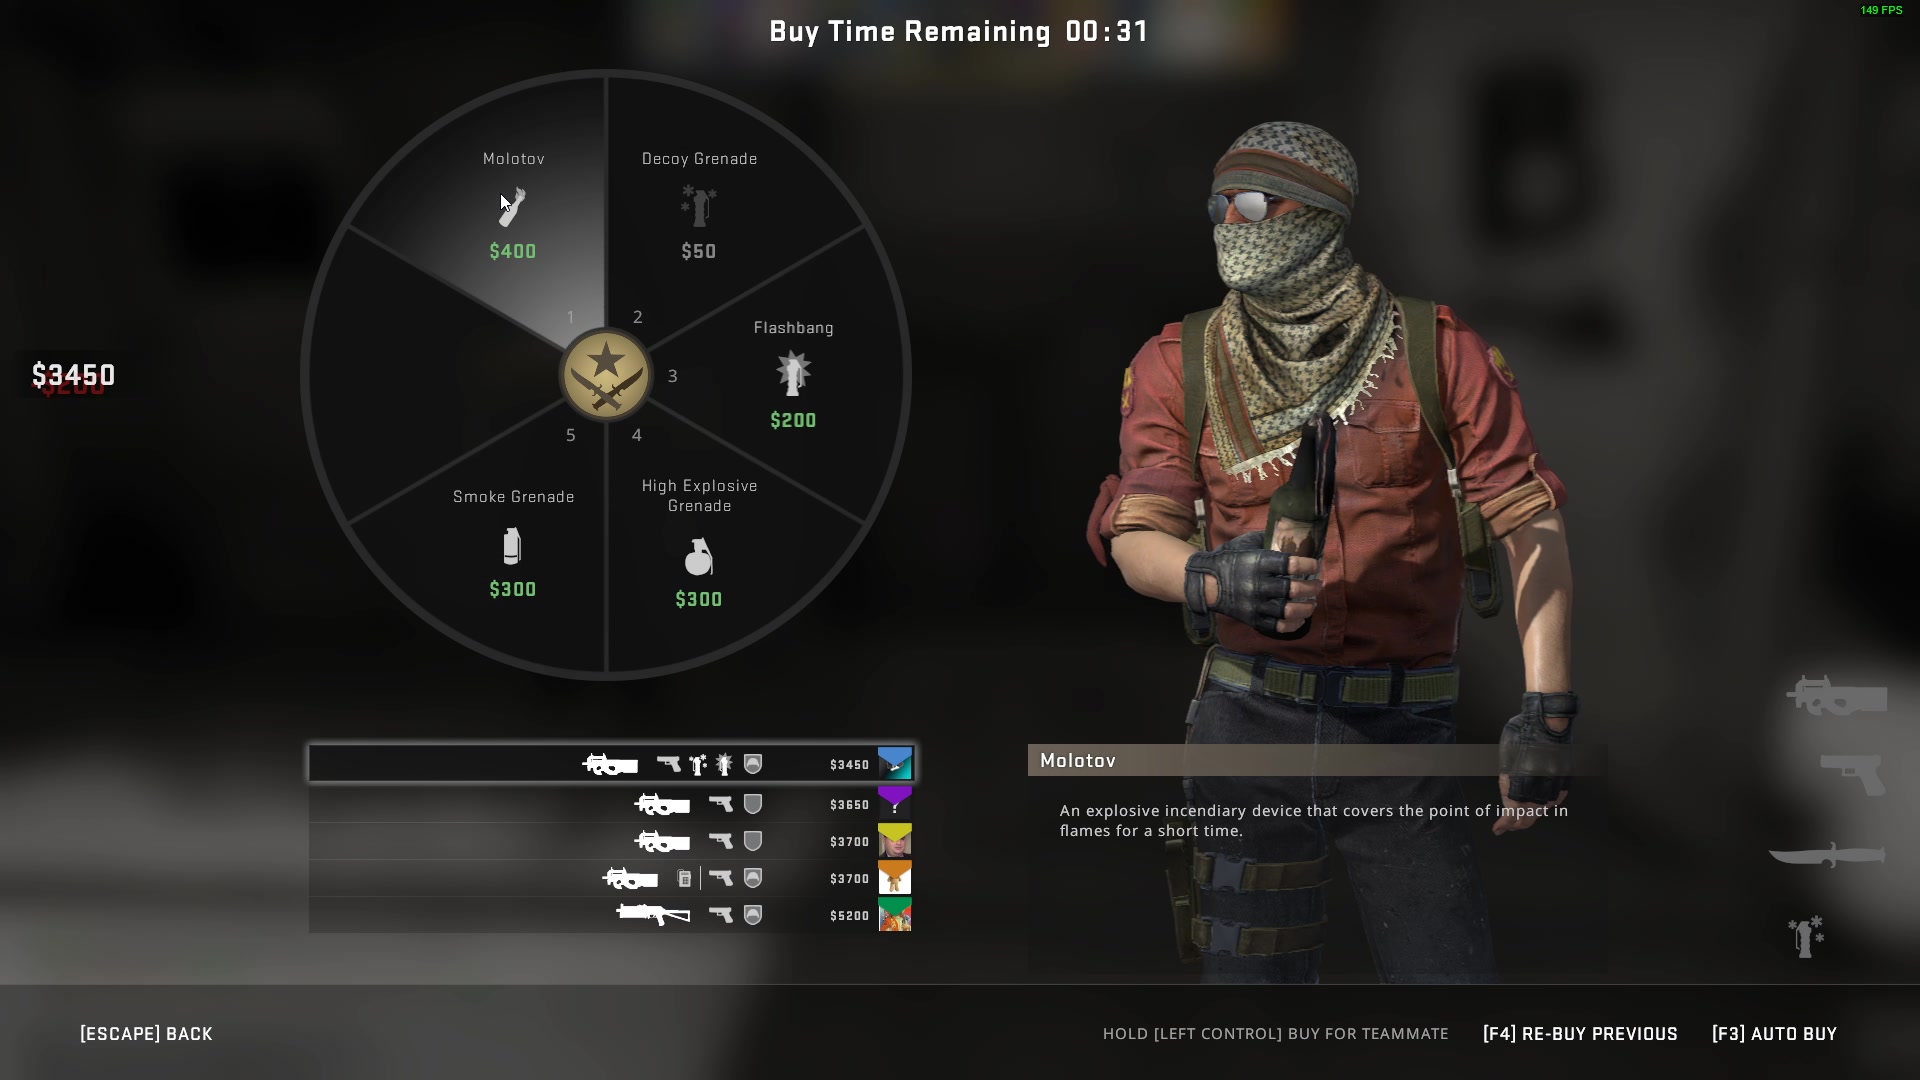 149 FPS
Buy Time Remaining 00:31
Molotov
$400
Decoy Grenade
$50
1
2
Flashbang
$200
3
$3450
-$200
5
4
Smoke Grenade
$300
High Explosive
Grenade
$300
$3450
$3650
$3700
$3700
$5200
Molotov
An explosive incendiary device that covers the point of impact in
flames for a short time.
[ESCAPE] BACK
HOLD [LEFT CONTROL] BUY FOR TEAMMATE
[F4] RE-BUY PREVIOUS
[F3] AUTO BUY